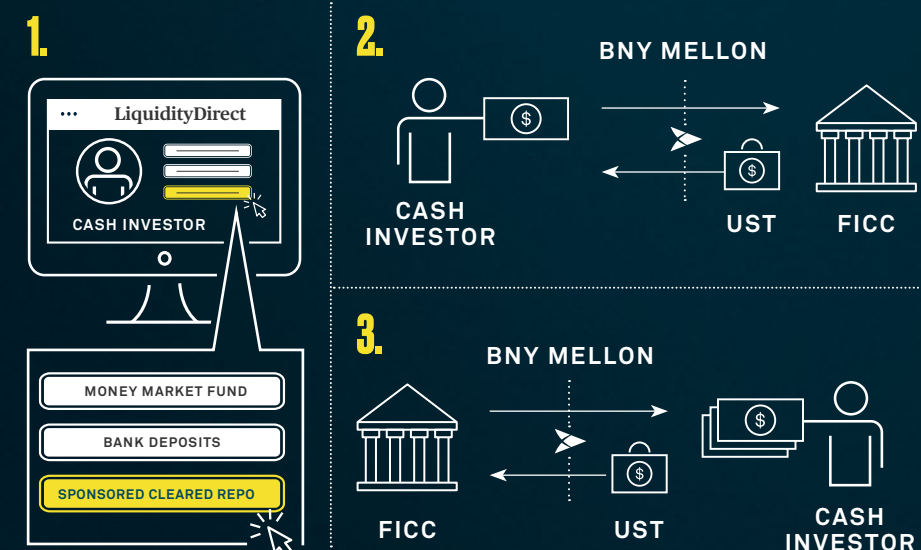 1.
LiquidityDirect
CASH INVESTOR
MONEY MARKET FUND
BANK DEPOSITS
SPONSORED CLEARED REPO
2.
BNY MELLON
$
$
CASH
INVESTOR
UST
FICC
3.
BNY MELLON
$
$
FICC
UST
CASH
INVESTOR